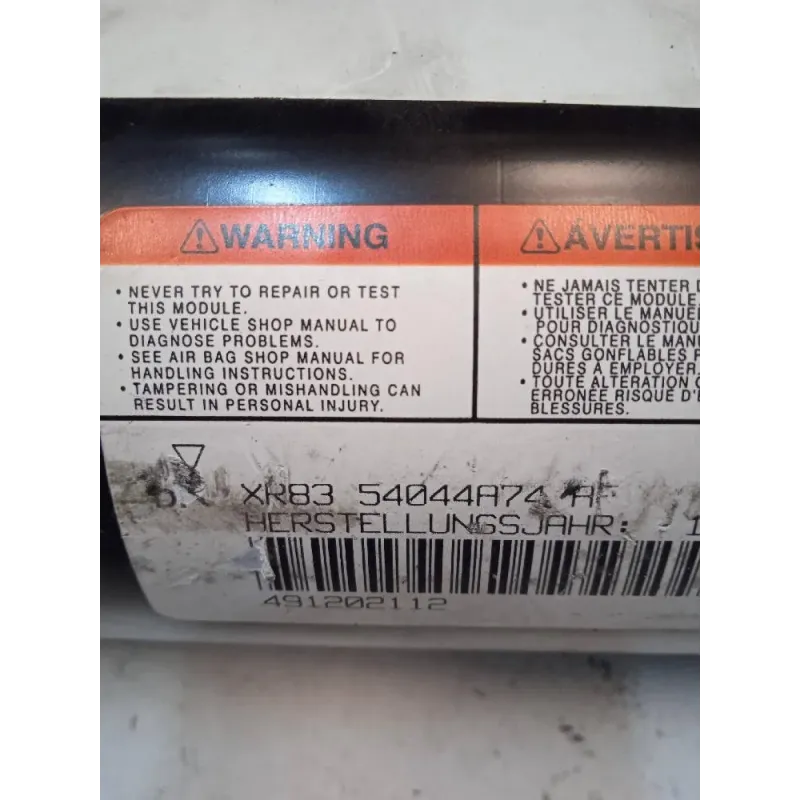 ⚠WARNING
• NEVER TRY TO REPAIR OR TEST
THIS MODULE.
• USE VEHICLE SHOP MANUAL TO
DIAGNOSE PROBLEMS.
• SEE AIR BAG SHOP MANUAL FOR
HANDLING INSTRUCTIONS.
• TAMPERING OR MISHANDLING CAN
RESULT IN PERSONAL INJURY.
⚠AVERTIS
• NE JAMAIS TENTER D
TESTER CE MODULE.
• UTILISER LE MANUEL
POUR DIAGNOSTIQU
• CONSULTER LE MAN
SACS GONFLABLES P
DURES A EMPLOYER.
• TOUTE ALTERATION O
ERRONÉE RISQUE D'E
BLESSURES.
XR83 54044A74 AF
HERSTELLUNGSJAHR: 1
491202112